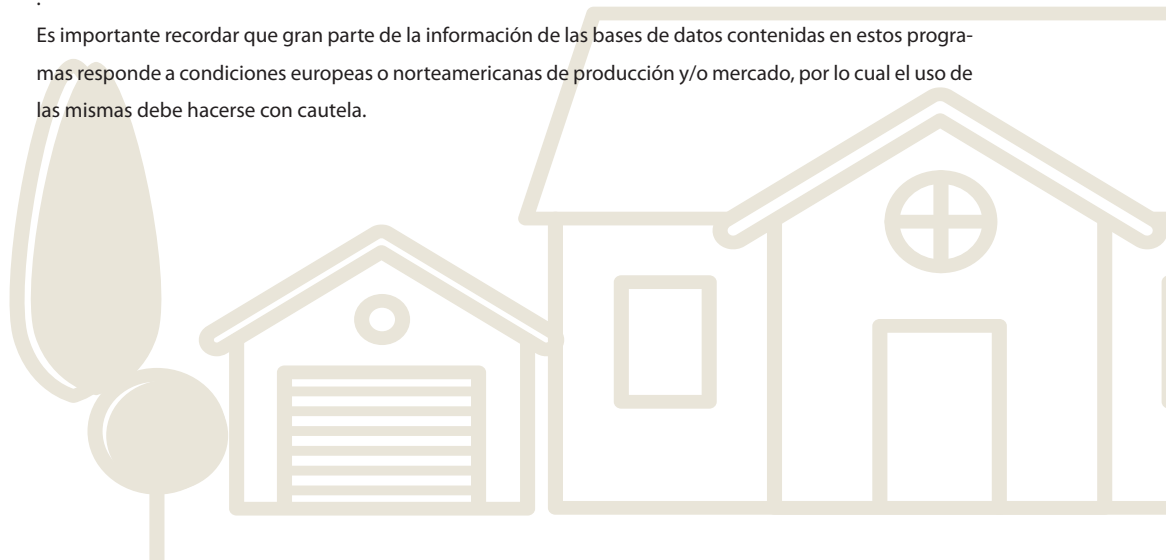 .
Es importante recordar que gran parte de la información de las bases de datos contenidas en estos progra-
mas responde a condiciones europeas o norteamericanas de producción y/o mercado, por lo cual el uso de
las mismas debe hacerse con cautela.